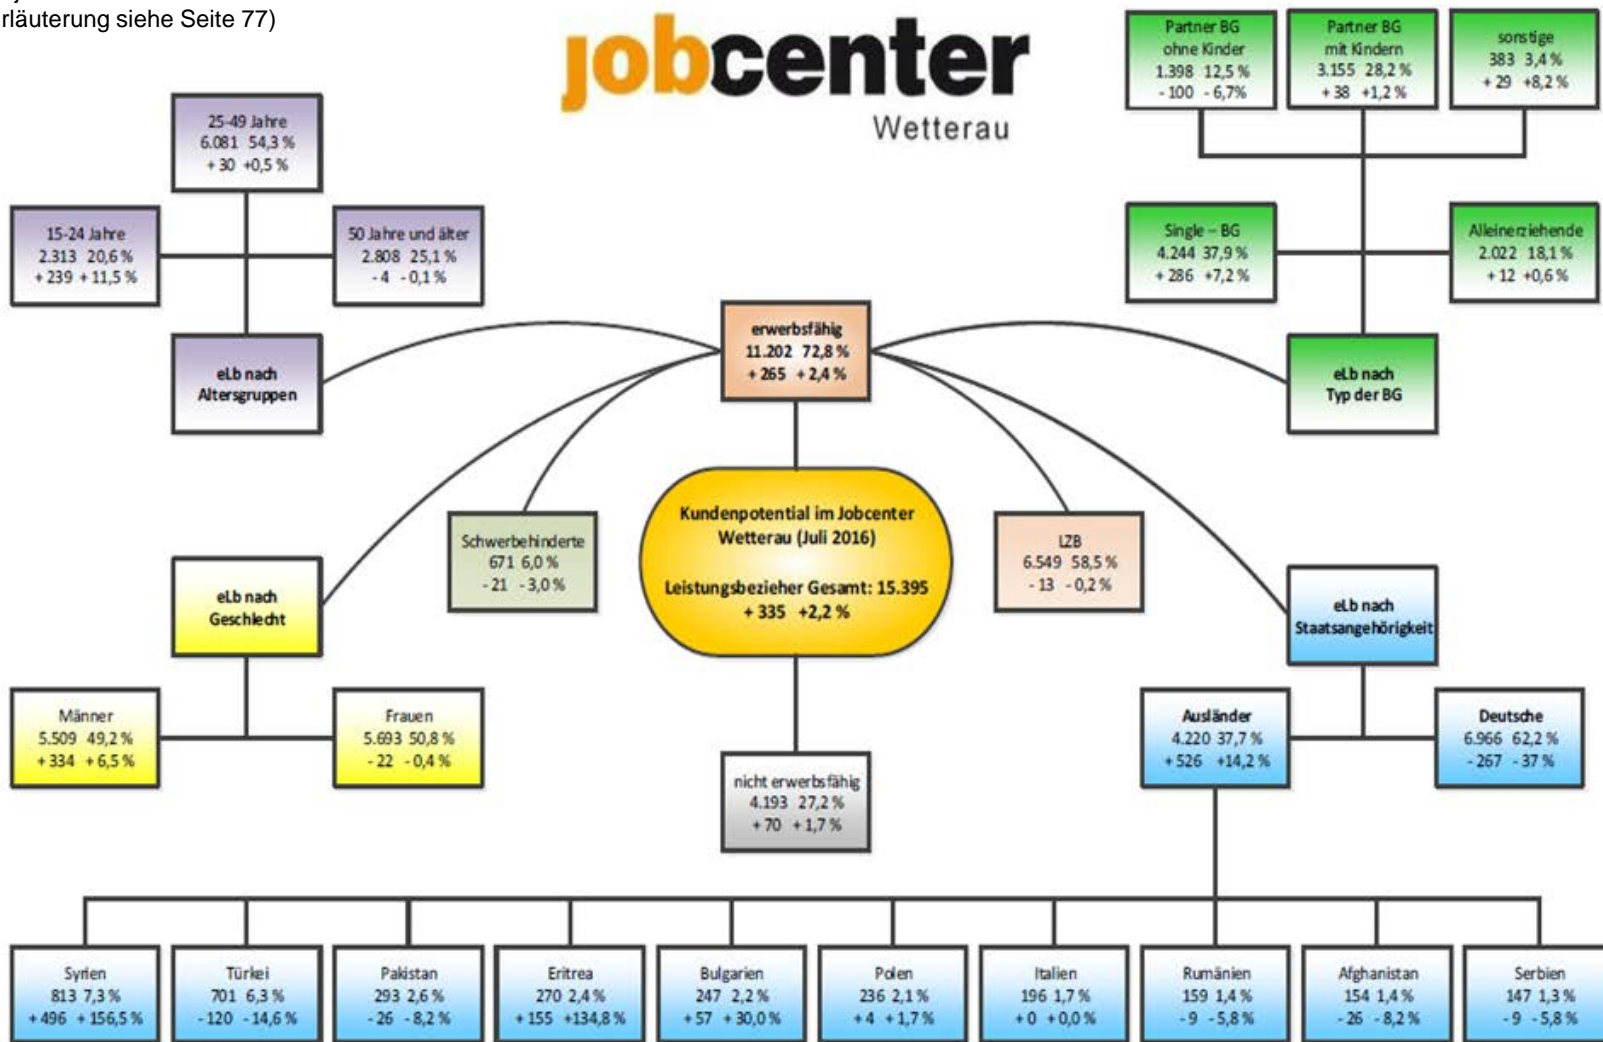 rläuterung siehe Seite 77)
jobcenter
Wetterau
Partner BG
ohne Kinder
1.398 12,5 %
- 100 - 6,7%
Partner BG
mit Kindern
3.155 28,2 %
+ 38 +1,2 %
sonstige
383 3,4 %
+ 29 +8,2 %
25-49 Jahre
6.081 54,3 %
+ 30 +0,5 %
15-24 Jahre
2.313 20,6 %
+ 239 + 11,5 %
50 Jahre und älter
2.808 25,1 %
- 4 - 0,1 %
Single – BG
4.244 37,9 %
+ 286 +7,2 %
Alleinerziehende
2.022 18,1 %
+ 12 +0,6 %
eLb nach
Altersgruppen
erwerbsfähig
11.202 72,8 %
+ 265 + 2,4 %
eLb nach
Typ der BG
Schwerbehinderte
671 6,0 %
- 21 - 3,0 %
Kundenpotential im Jobcenter
Wetterau (Juli 2016)
Leistungsbezieher Gesamt: 15.395
+ 335 +2,2 %
LZB
6.549 58,5 %
- 13 - 0,2 %
eLb nach
Geschlecht
eLb nach
Staatsangehörigkeit
Männer
5.509 49,2 %
+ 334 + 6,5 %
Frauen
5.693 50,8 %
- 22 - 0,4 %
nicht erwerbsfähig
4.193 27,2 %
+ 70 + 1,7 %
Ausländer
4.220 37,7 %
+ 526 +14,2 %
Deutsche
6.966 62,2 %
- 267 - 37 %
Syrien
813 7,3 %
+ 496 + 156,5 %
Türkei
701 6,3 %
- 120 - 14,6 %
Pakistan
293 2,6 %
- 26 - 8,2 %
Eritrea
270 2,4 %
+ 155 +134,8 %
Bulgarien
247 2,2 %
+ 57 + 30,0 %
Polen
236 2,1 %
+ 4 + 1,7 %
Italien
196 1,7 %
+ 0 + 0,0 %
Rumänien
159 1,4 %
- 9 - 5,8 %
Afghanistan
154 1,4 %
- 26 - 8,2 %
Serbien
147 1,3 %
- 9 - 5,8 %